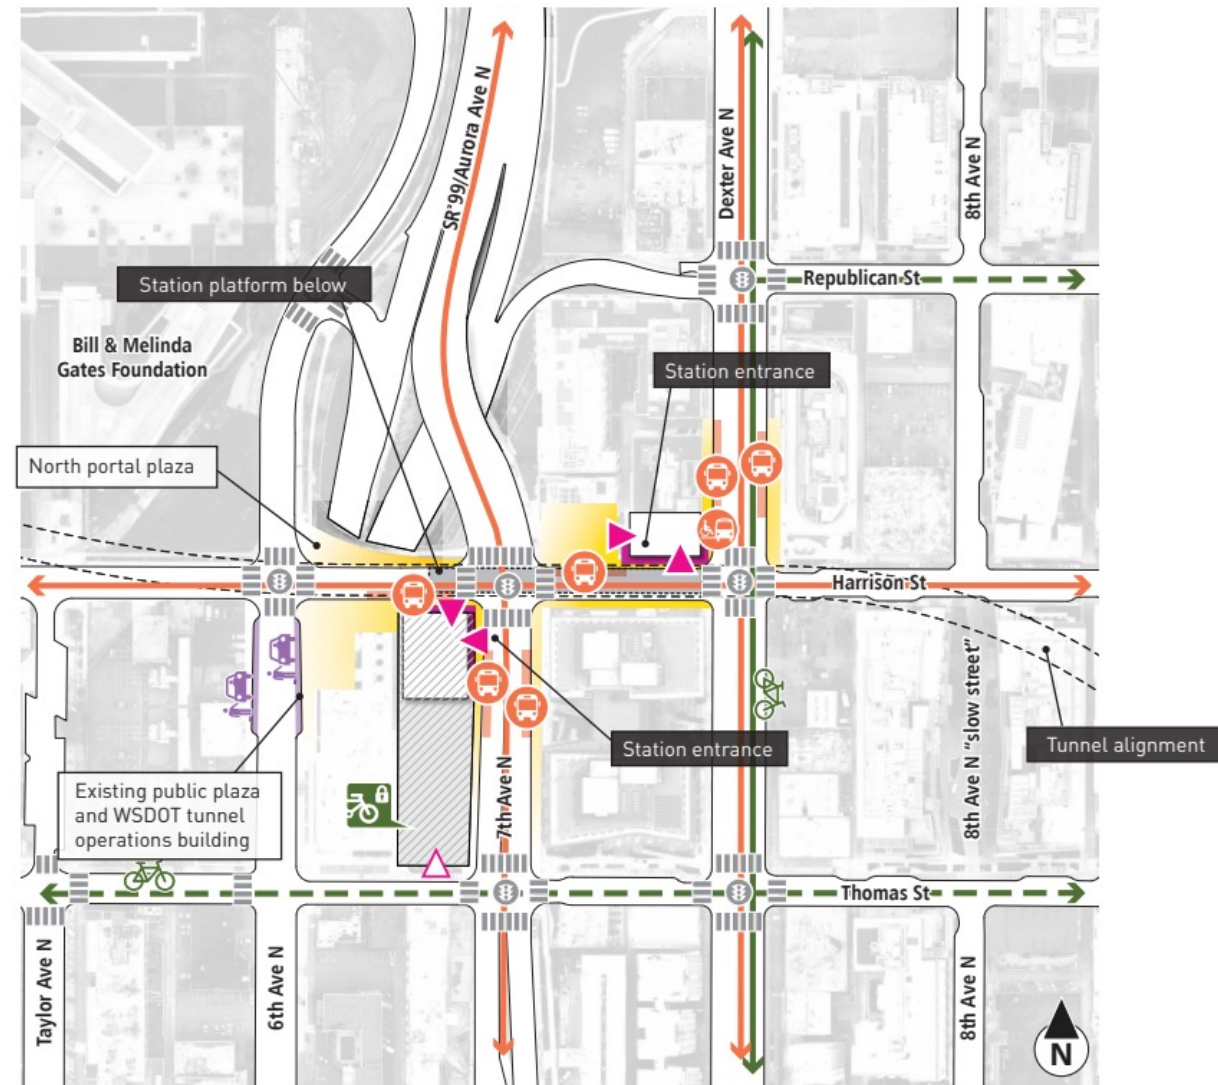 SR 99/Aurora Ave N
Dexter Ave N
8th Ave N
Republican St
Station platform below
Bill & Melinda
Gates Foundation
Station entrance
North portal plaza
Harrison St
8th Ave N “slow street”
Tunnel alignment
Station entrance
7th Ave N
Existing public plaza
and WSDOT tunnel
operations building
Thomas St
Taylor Ave N
6th Ave N
8th Ave N
N